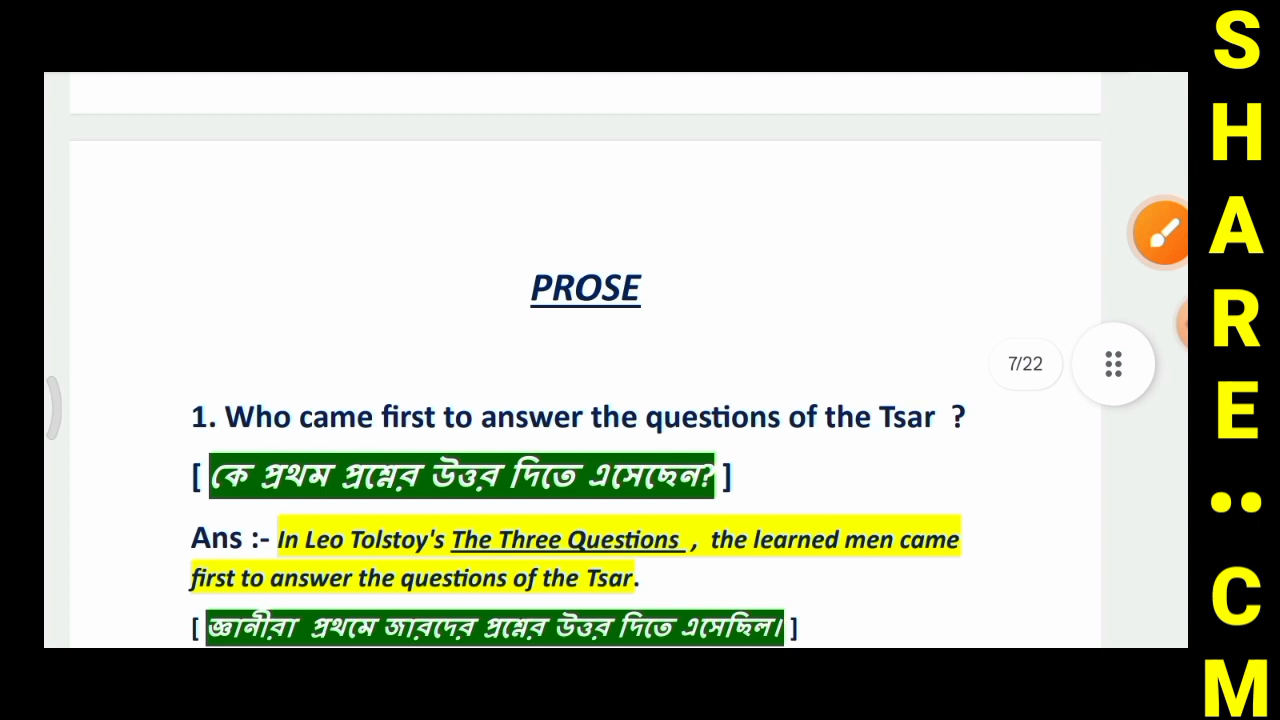 PROSE
7/22
1. Who came first to answer the questions of the Tsar ?
[ কে প্রথম প্রশ্নের উত্তর দিতে এসেছেন? ]
Ans :- In Leo Tolstoy's The Three Questions , the learned men came
first to answer the questions of the Tsar.
[ জ্ঞানীরা প্রথমে জারদের প্রশ্নের উত্তর দিতে এসেছিল। ]
SHARE••CM